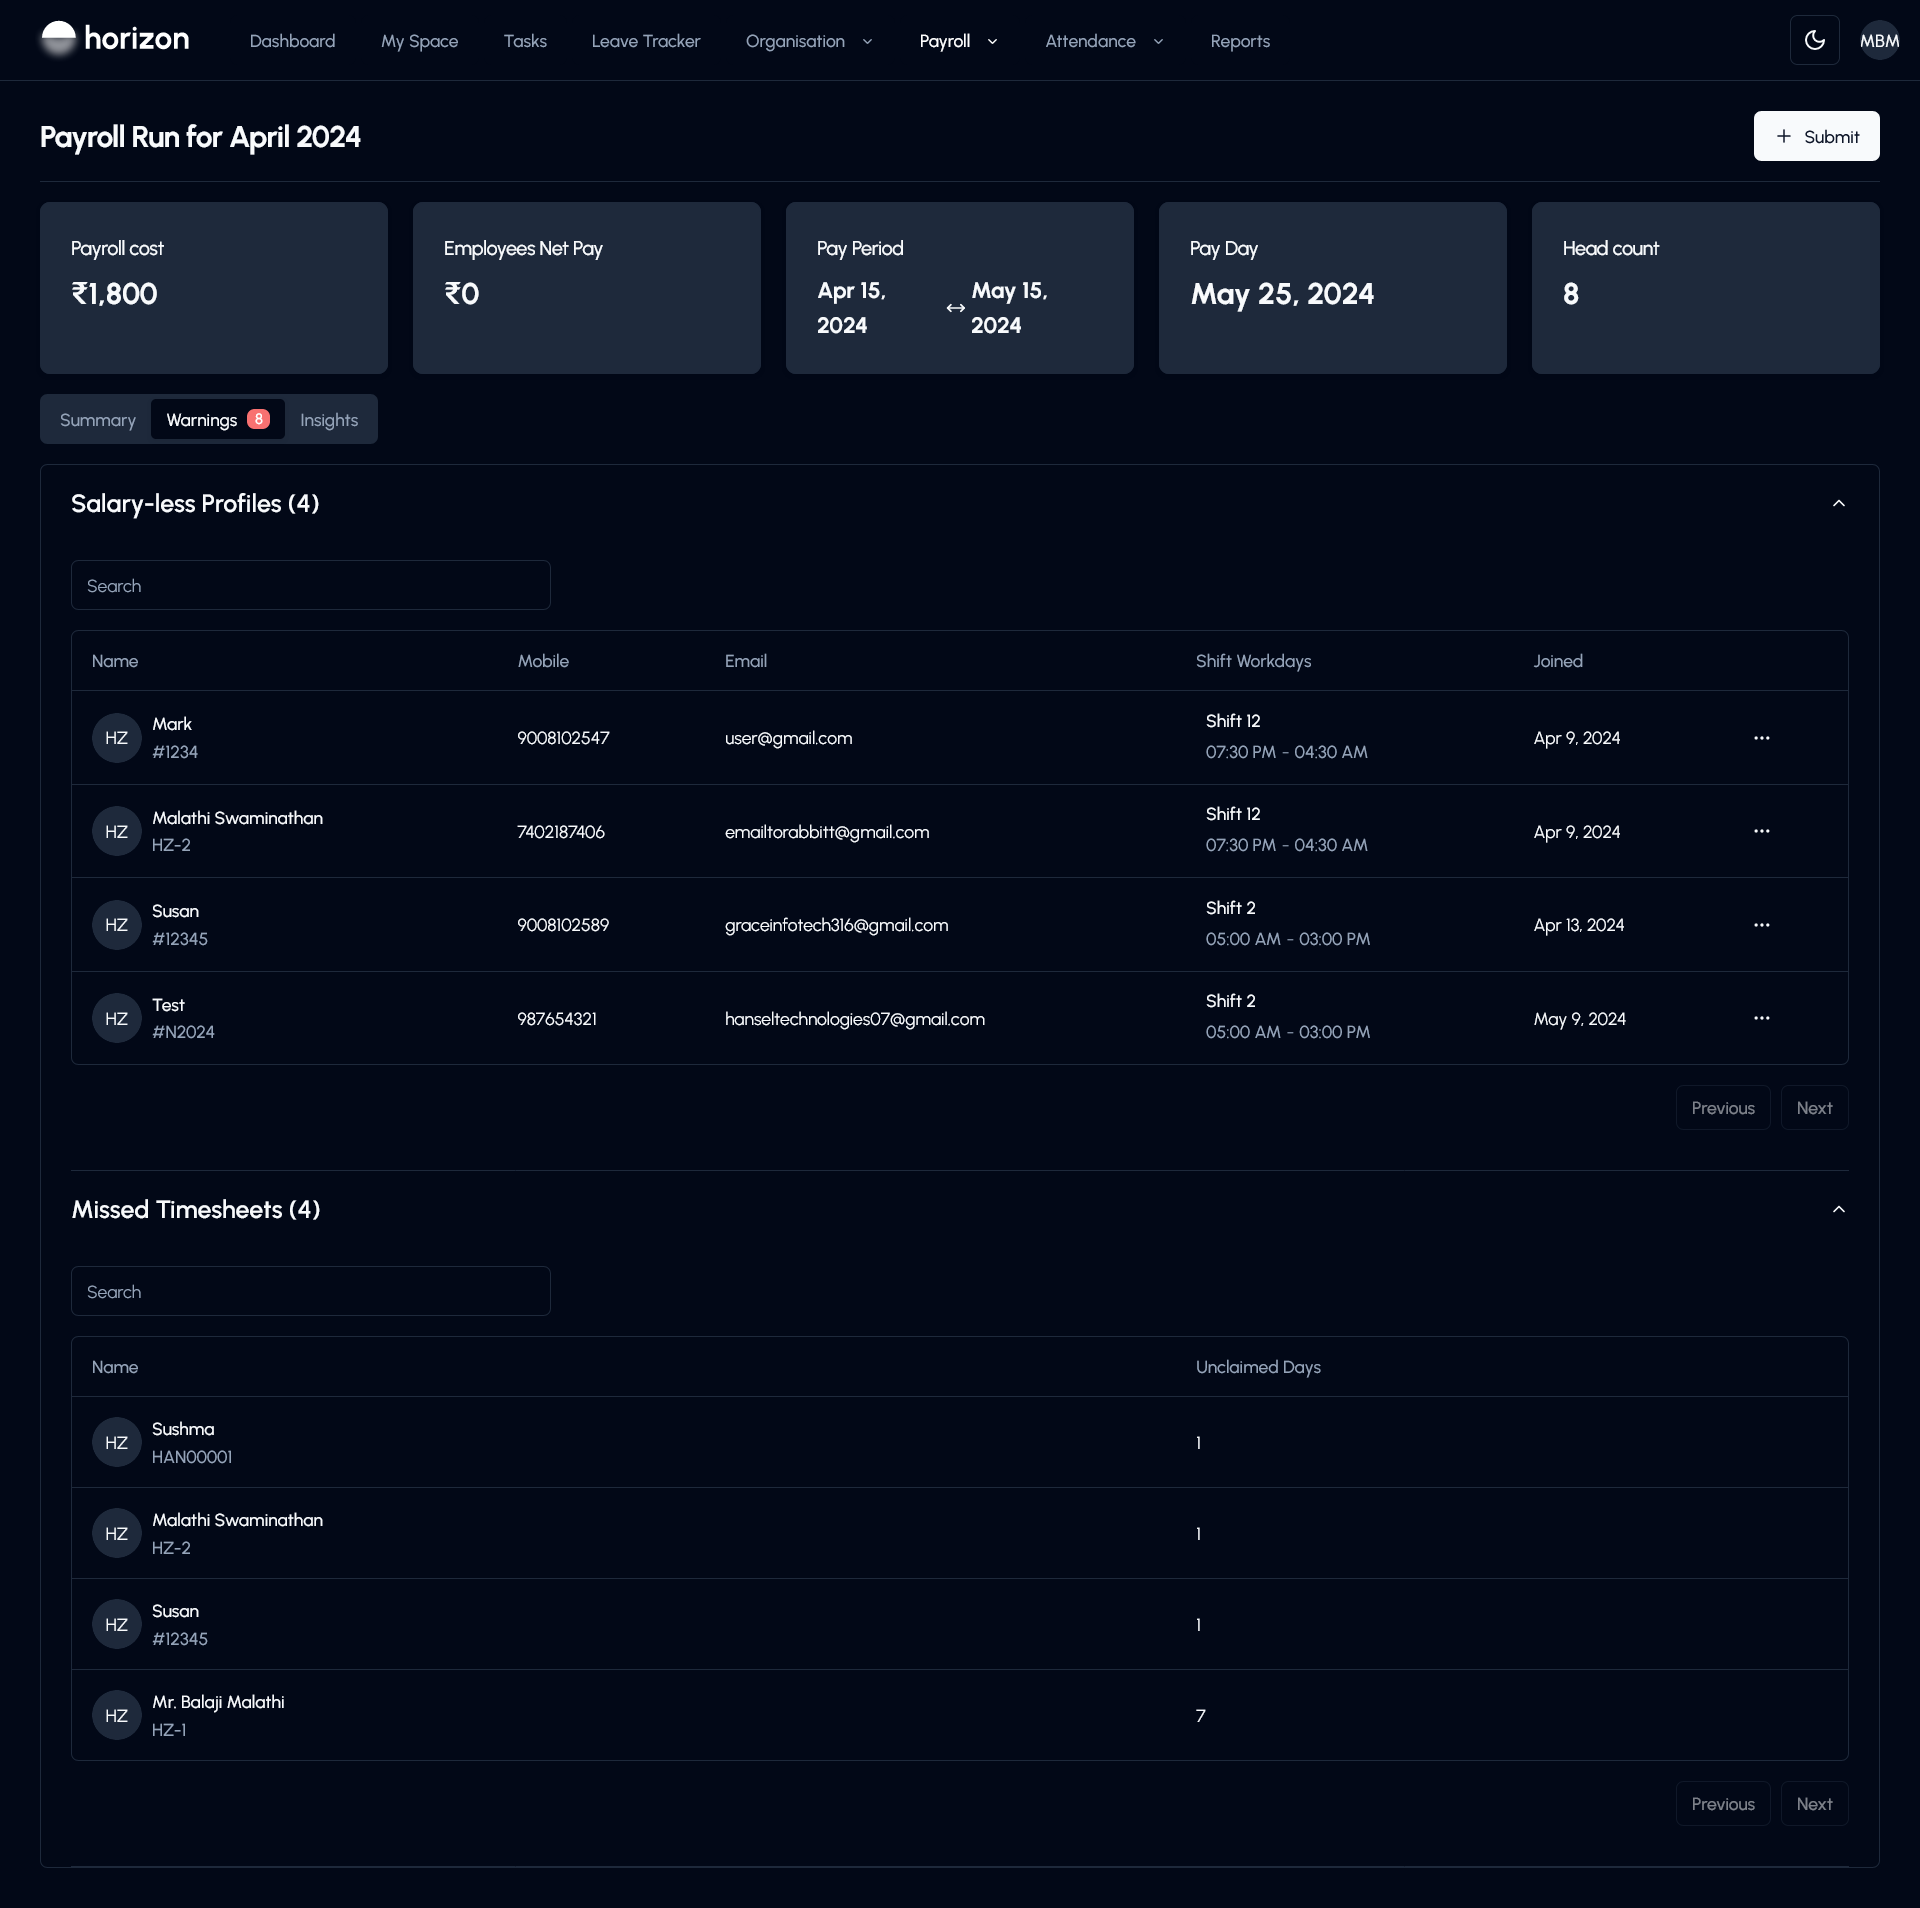 horizon
Dashboard My Space Tasks Leave Tracker Organisation Payroll Attendance Reports MBM
Payroll Run for April 2024
Submit
Payroll cost
₹1,800
Employees Net Pay
₹0
Pay Period
Apr 15, 2024 ↔ May 15, 2024
Pay Day
May 25, 2024
Head count
8
Summary Warnings 8 Insights
Salary-less Profiles (4)
Search
Name Mobile Email Shift Workdays Joined
HZ Mark #1234 9008102547 user@gmail.com Shift 12 07:30 PM - 04:30 AM Apr 9, 2024
HZ Malathi Swaminathan HZ-2 7402187406 emailtorabbitt@gmail.com Shift 12 07:30 PM - 04:30 AM Apr 9, 2024
HZ Susan #12345 9008102589 graceinfotech316@gmail.com Shift 2 05:00 AM - 03:00 PM Apr 13, 2024
HZ Test #N2024 987654321 hanseltechnologies07@gmail.com Shift 2 05:00 AM - 03:00 PM May 9, 2024
Previous Next
Missed Timesheets (4)
Search
Name Unclaimed Days
HZ Sushma HAN00001 1
HZ Malathi Swaminathan HZ-2 1
HZ Susan #12345 1
HZ Mr. Balaji Malathi HZ-1 7
Previous Next